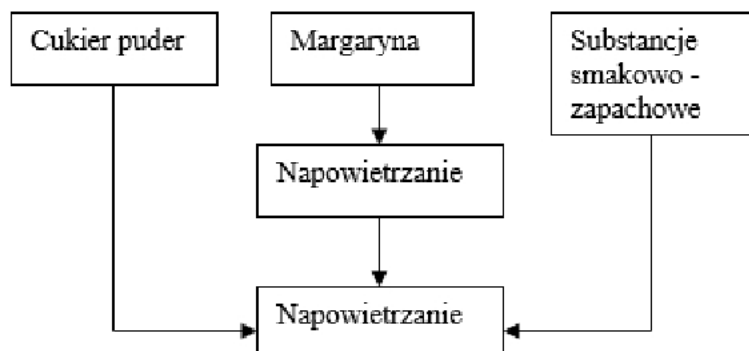 Cukier puder
Margaryna
Substancje
smakowo -
zapachowe
Napowietrzanie
Napowietrzanie